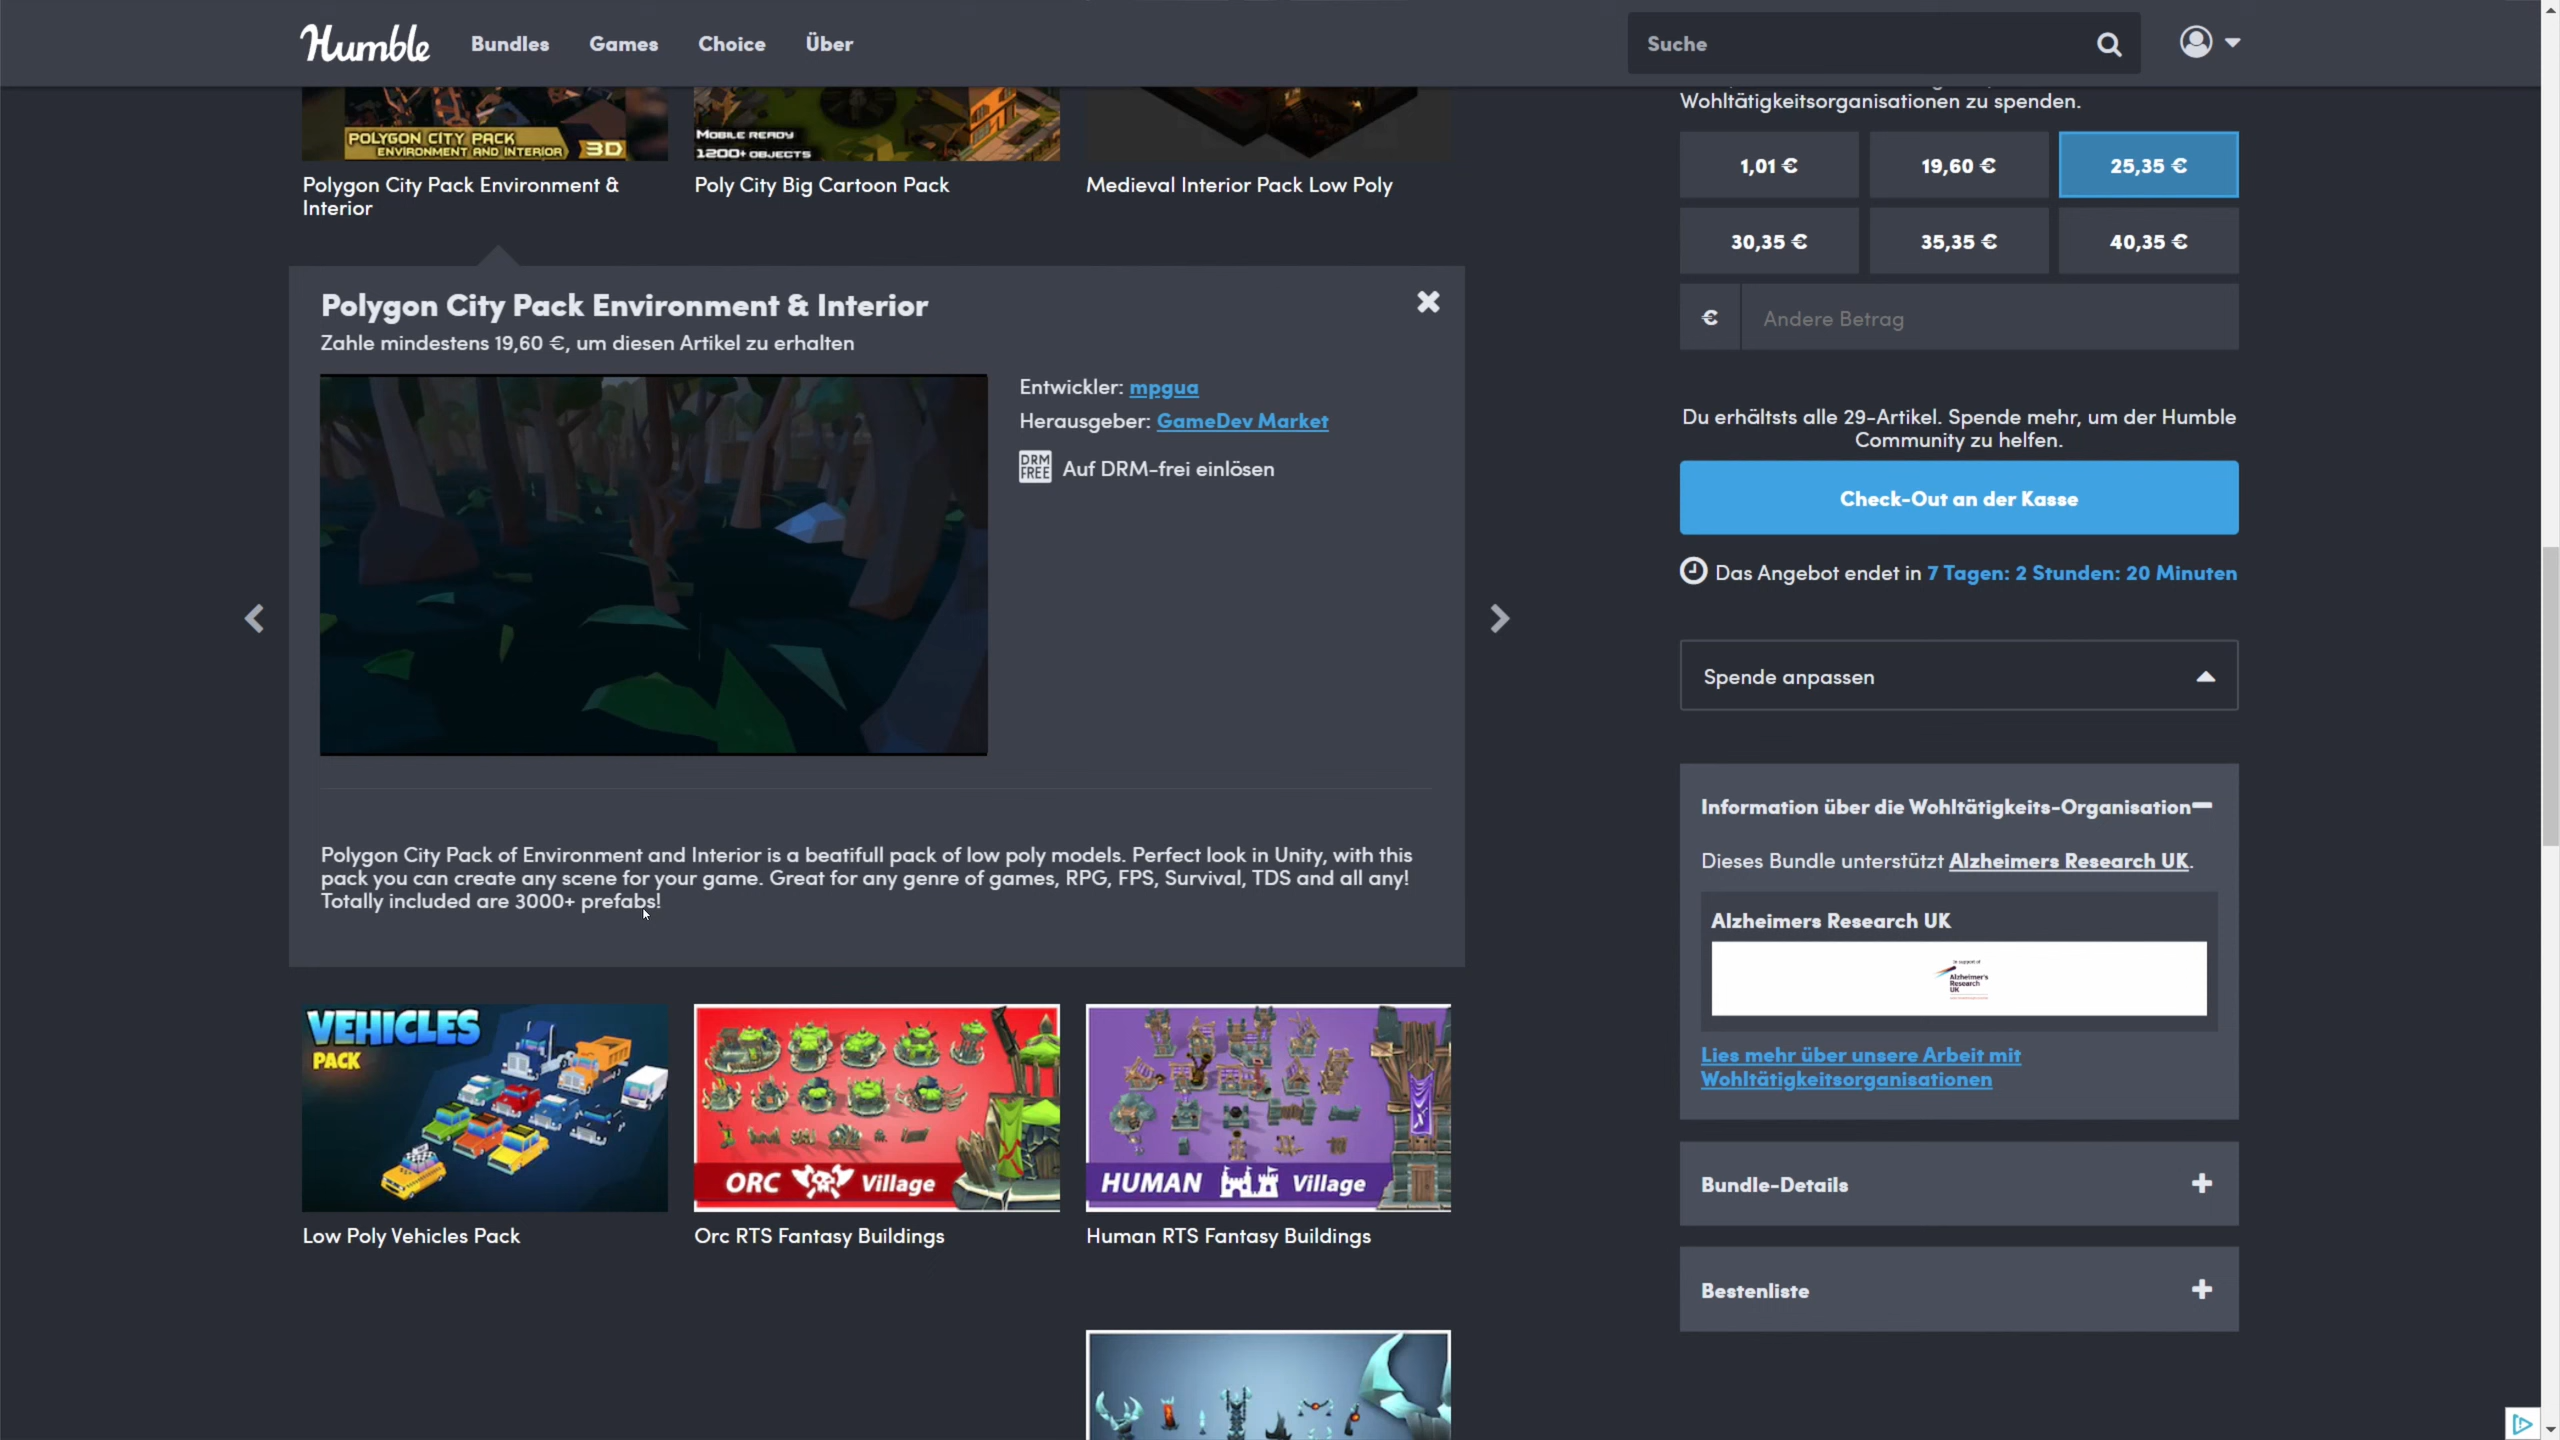 Humble
Bundles
Games
Choice
Über
Suche
POLYGON CITY PACK
ENVIRONMENT AND INTERIOR
3D
MOBILE READY
1200+ OBJECTS
Polygon City Pack Environment &
Interior
Poly City Big Cartoon Pack
Medieval Interior Pack Low Poly
Polygon City Pack Environment & Interior
Zahle mindestens 19,60 €, um diesen Artikel zu erhalten
Entwickler: mpgua
Herausgeber: GameDev Market
DRM
FREE
Auf DRM-frei einlösen
Polygon City Pack of Environment and Interior is a beatifull pack of low poly models. Perfect look in Unity, with this
pack you can create any scene for your game. Great for any genre of games, RPG, FPS, Survival, TDS and all any!
Totally included are 3000+ prefabs!
VEHICLES
PACK
ORC Village
HUMAN Village
Low Poly Vehicles Pack
Orc RTS Fantasy Buildings
Human RTS Fantasy Buildings
Wohltätigkeitsorganisationen zu spenden.
1,01 €
19,60 €
25,35 €
30,35 €
35,35 €
40,35 €
€
Andere Betrag
Du erhältsts alle 29-Artikel. Spende mehr, um der Humble
Community zu helfen.
Check-Out an der Kasse
Das Angebot endet in 7 Tagen: 2 Stunden: 20 Minuten
Spende anpassen
Information über die Wohltätigkeits-Organisation
Dieses Bundle unterstützt Alzheimers Research UK.
Alzheimers Research UK
In support of
Alzheimer's
Research
UK
Lies mehr über unsere Arbeit mit
Wohltätigkeitsorganisationen
Bundle-Details
Bestenliste